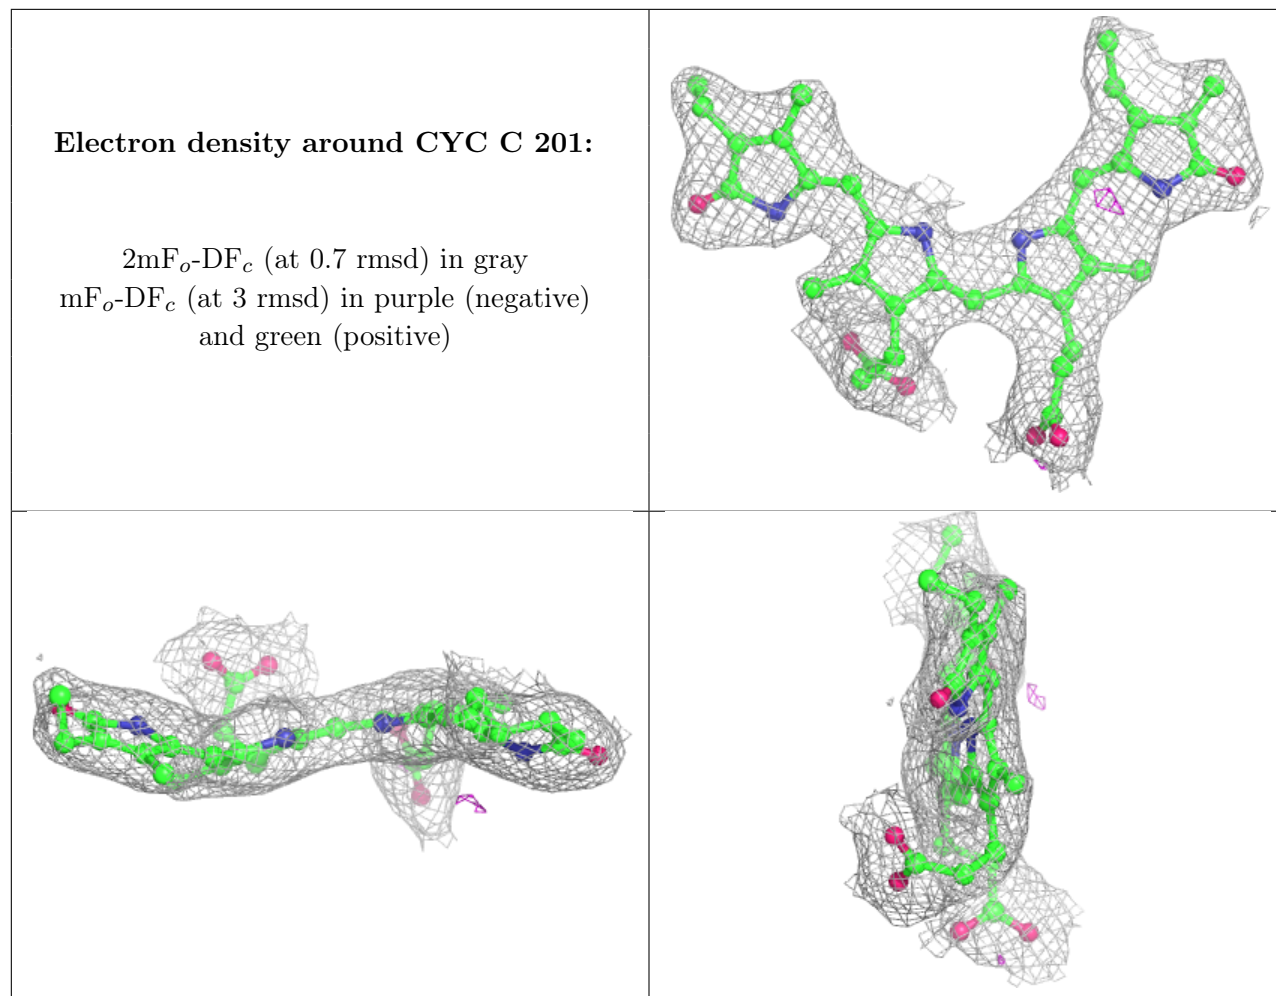 Electron density around CYC C 201:
2mFo-DFc (at 0.7 rmsd) in gray
mFo-DFc (at 3 rmsd) in purple (negative)
and green (positive)